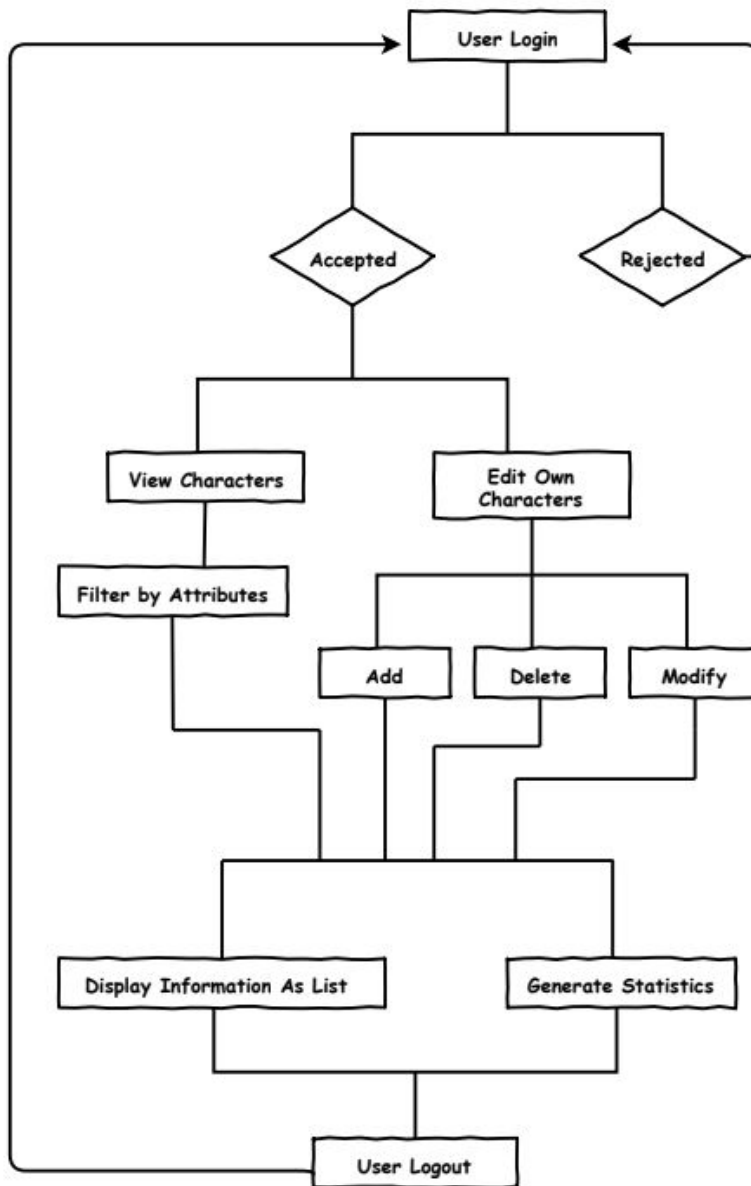 User Login
Accepted
Rejected
View Characters
Edit Own
Characters
Filter by Attributes
Add
Delete
Modify
Display Information As List
Generate Statistics
User Logout